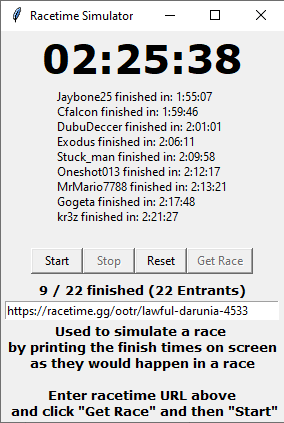 Racetime Simulator
02:25:38
Jaybone25 finished in: 1:55:07
Cfalcon finished in: 1:59:46
DubuDeccer finished in: 2:01:01
Exodus finished in: 2:06:11
Stuck_man finished in: 2:09:58
Oneshot013 finished in: 2:12:17
MrMario7788 finished in: 2:13:21
Gogeta finished in: 2:17:48
kr3z finished in: 2:21:27
Start Stop Reset Get Race
9 / 22 finished (22 Entrants)
https://racetime.gg/ootr/lawful-darunia-4533
Used to simulate a race
by printing the finish times on screen
as they would happen in a race
Enter racetime URL above
and click "Get Race" and then "Start"